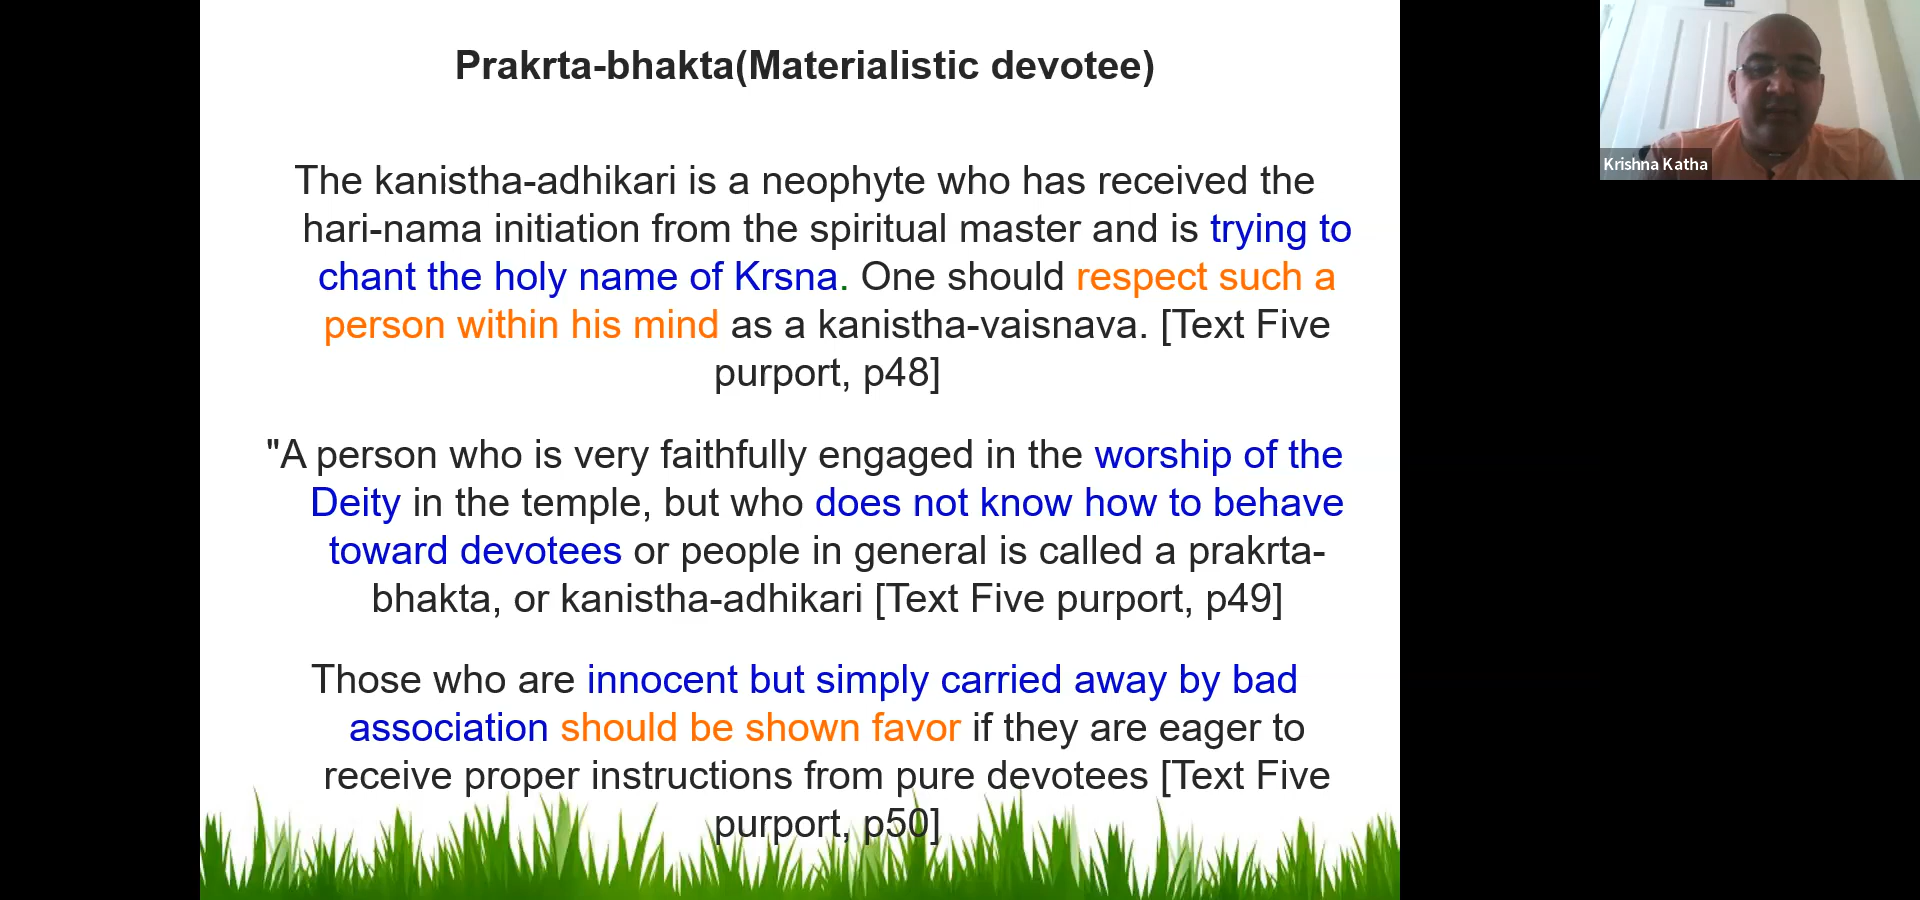 Prakrta-bhakta(Materialistic devotee)
The kanistha-adhikari is a neophyte who has received the
hari-nama initiation from the spiritual master and is trying to
chant the holy name of Krsna. One should respect such a
person within his mind as a kanistha-vaisnava. [Text Five
purport, p48]
"A person who is very faithfully engaged in the worship of the
Deity in the temple, but who does not know how to behave
toward devotees or people in general is called a prakrta-
bhakta, or kanistha-adhikari [Text Five purport, p49]
Those who are innocent but simply carried away by bad
association should be shown favor if they are eager to
receive proper instructions from pure devotees [Text Five
purport, p50]
Krishna Katha